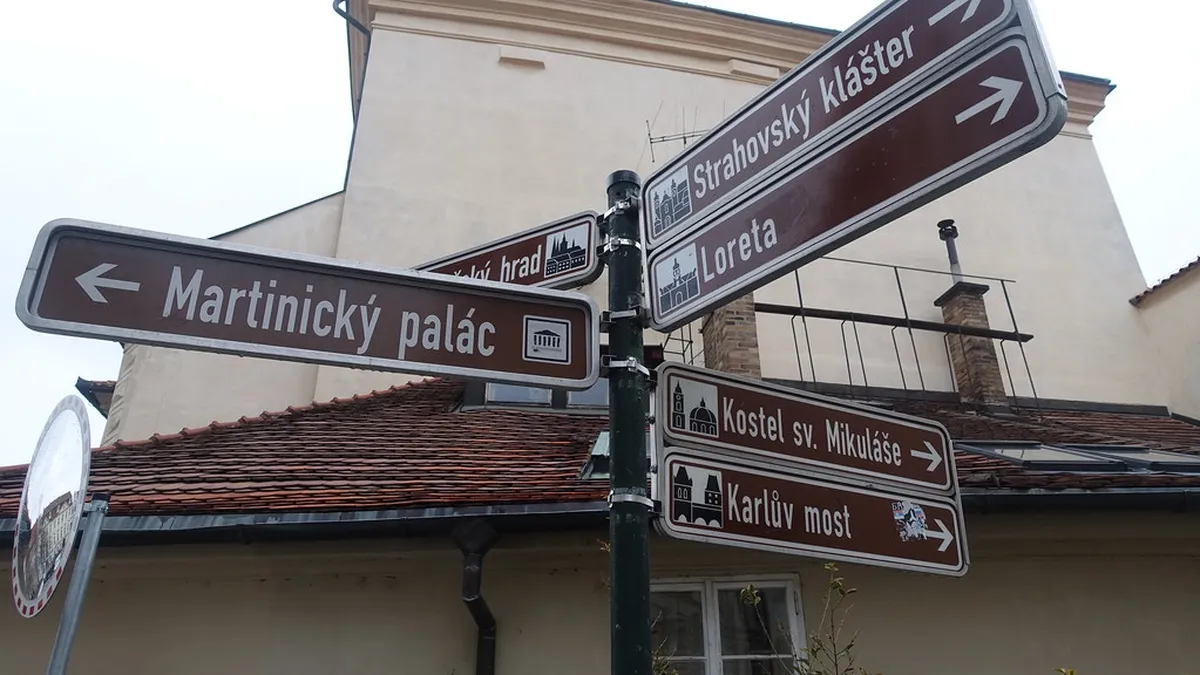 Strahovský klášter
Loreta
hrad
Martinický palác
Kostel sv. Mikuláše
Karlův most